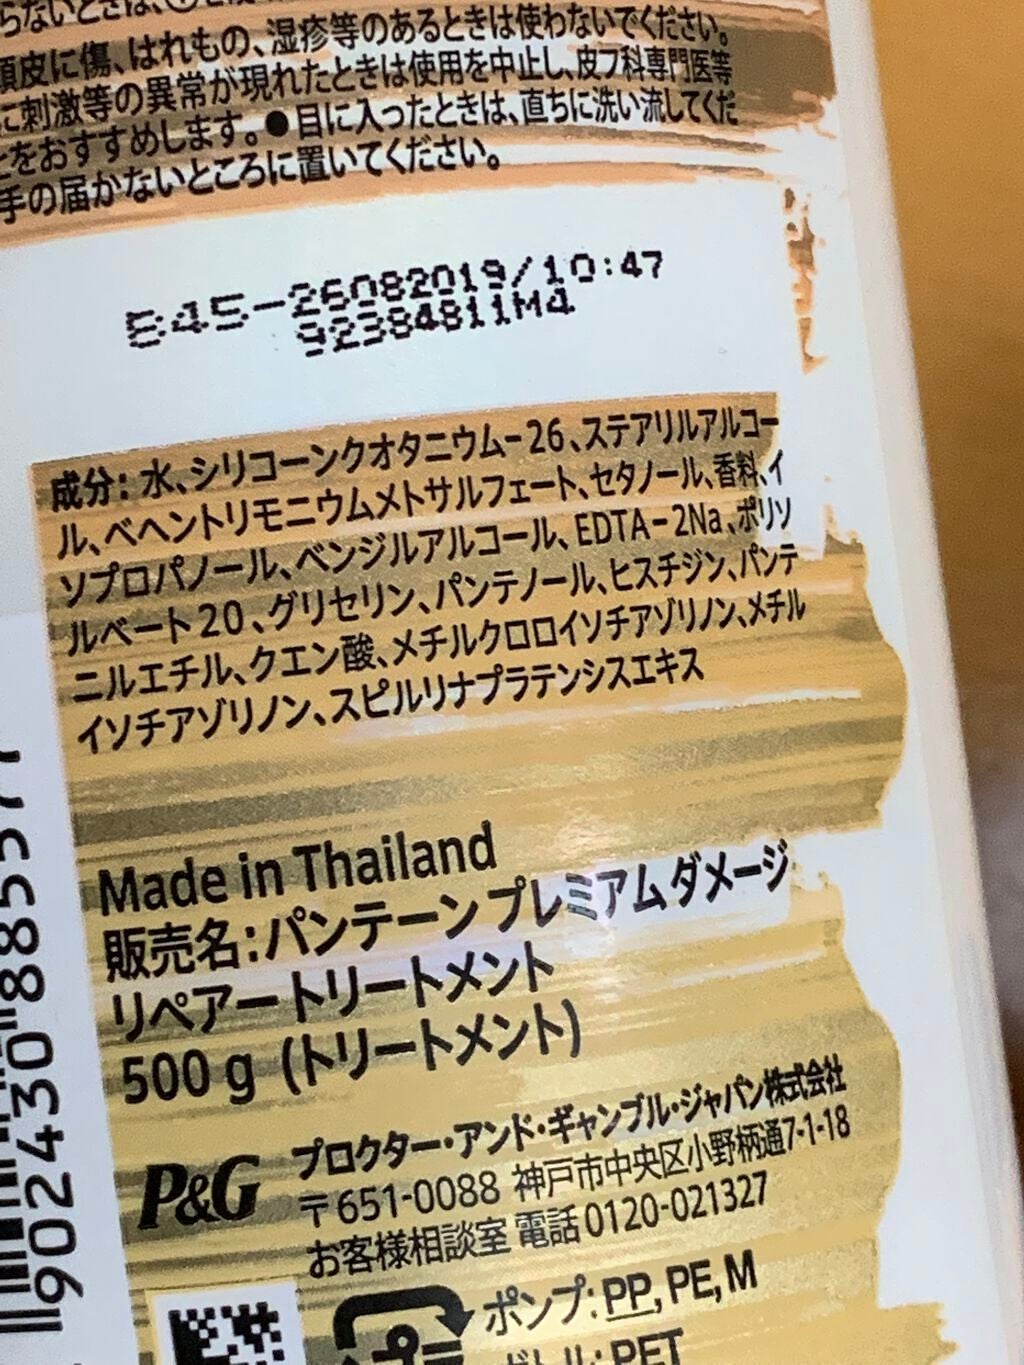 らないときは、
頭皮に傷、はれもの、湿疹等のあるときは使わないでください。
に刺激等の異常が現れたときは使用を中止し、皮フ科専門医等
とをおすすめします。●目に入ったときは、直ちに洗い流してくだ
手の届かないところに置いてください。
E45-26082019/10:47
92384811M4
成分: 水、シリコーンクオタニウム-26、ステアリルアルコー
ル、ベヘントリモニウムメトサルフェート、セタノール、香料、イ
ソプロパノール、ベンジルアルコール、EDTA-2Na、ポリソ
ルベート20、グリセリン、パンテノール、ヒスチジン、パンテ
ニルエチル、クエン酸、メチルクロロイソチアゾリノン、メチル
イソチアゾリノン、スピルリナプラテンシスエキス
Made in Thailand
販売名:パンテーン プレミアムダメージ
リペアートリートメント
500 g (トリートメント)
P&G
プロクター・アンド・ギャンブル・ジャパン株式会社
〒651-0088 神戸市中央区小野柄通7-1-18
お客様相談室 電話0120-021327
ポンプ: PP, PE, M
ボトル: PET